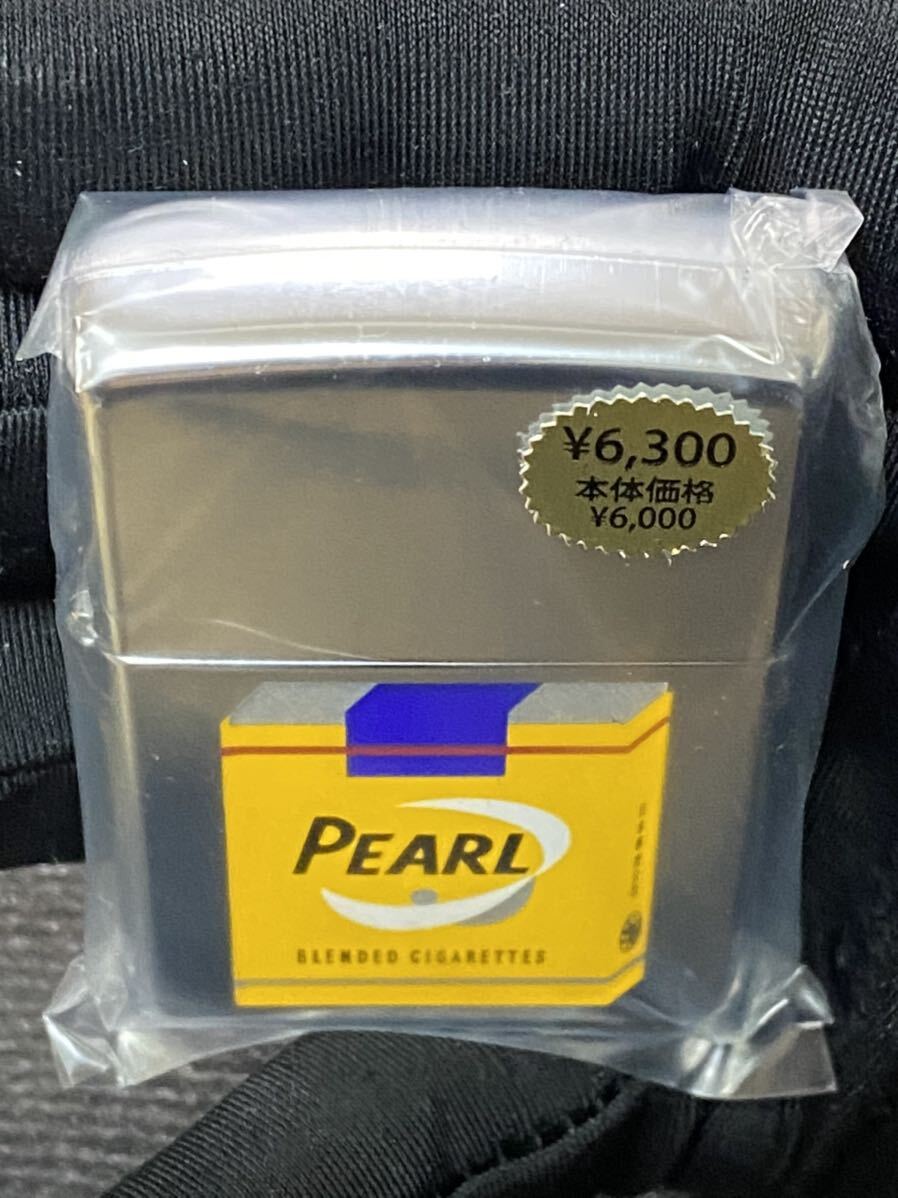 ¥6,300
本体価格
¥6,000
PEARL
BLENDED CIGARETTES